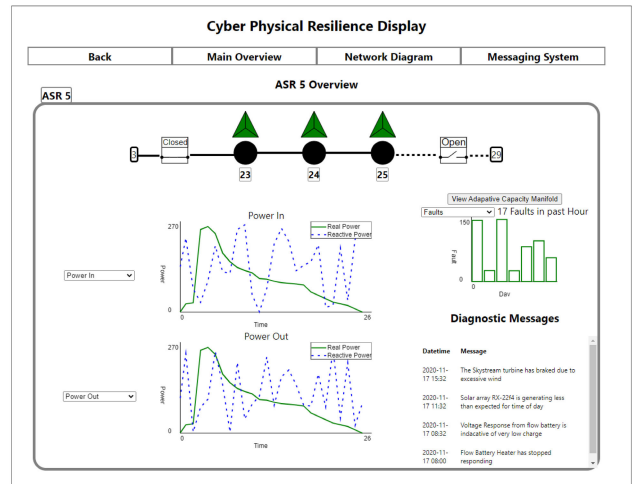 Cyber Physical Resilience Display
Back Main Overview Network Diagram Messaging System
ASR 5 Overview
ASR 5
Closed Open
3 29
23 24 25
View Adapative Capacity Manifold
Faults 17 Faults in past Hour
150
Fault
0
0
Day
Power In
Power In
270
Real Power
Reactive Power
Power
0
0 26
Time
Power Out
Power Out
270
Real Power
Reactive Power
Power
0
0 26
Time
Diagnostic Messages
Datetime Message
2020-11- The Skystream turbine has braked due to
17 15:32 excessive wind
2020-11- Solar array RX-22f4 is generating less
17 11:32 than expected for time of day
2020-11- Voltage Response from flow battery is
17 08:32 indacative of very low charge
2020-11- Flow Battery Heater has stopped
17 08:00 responding